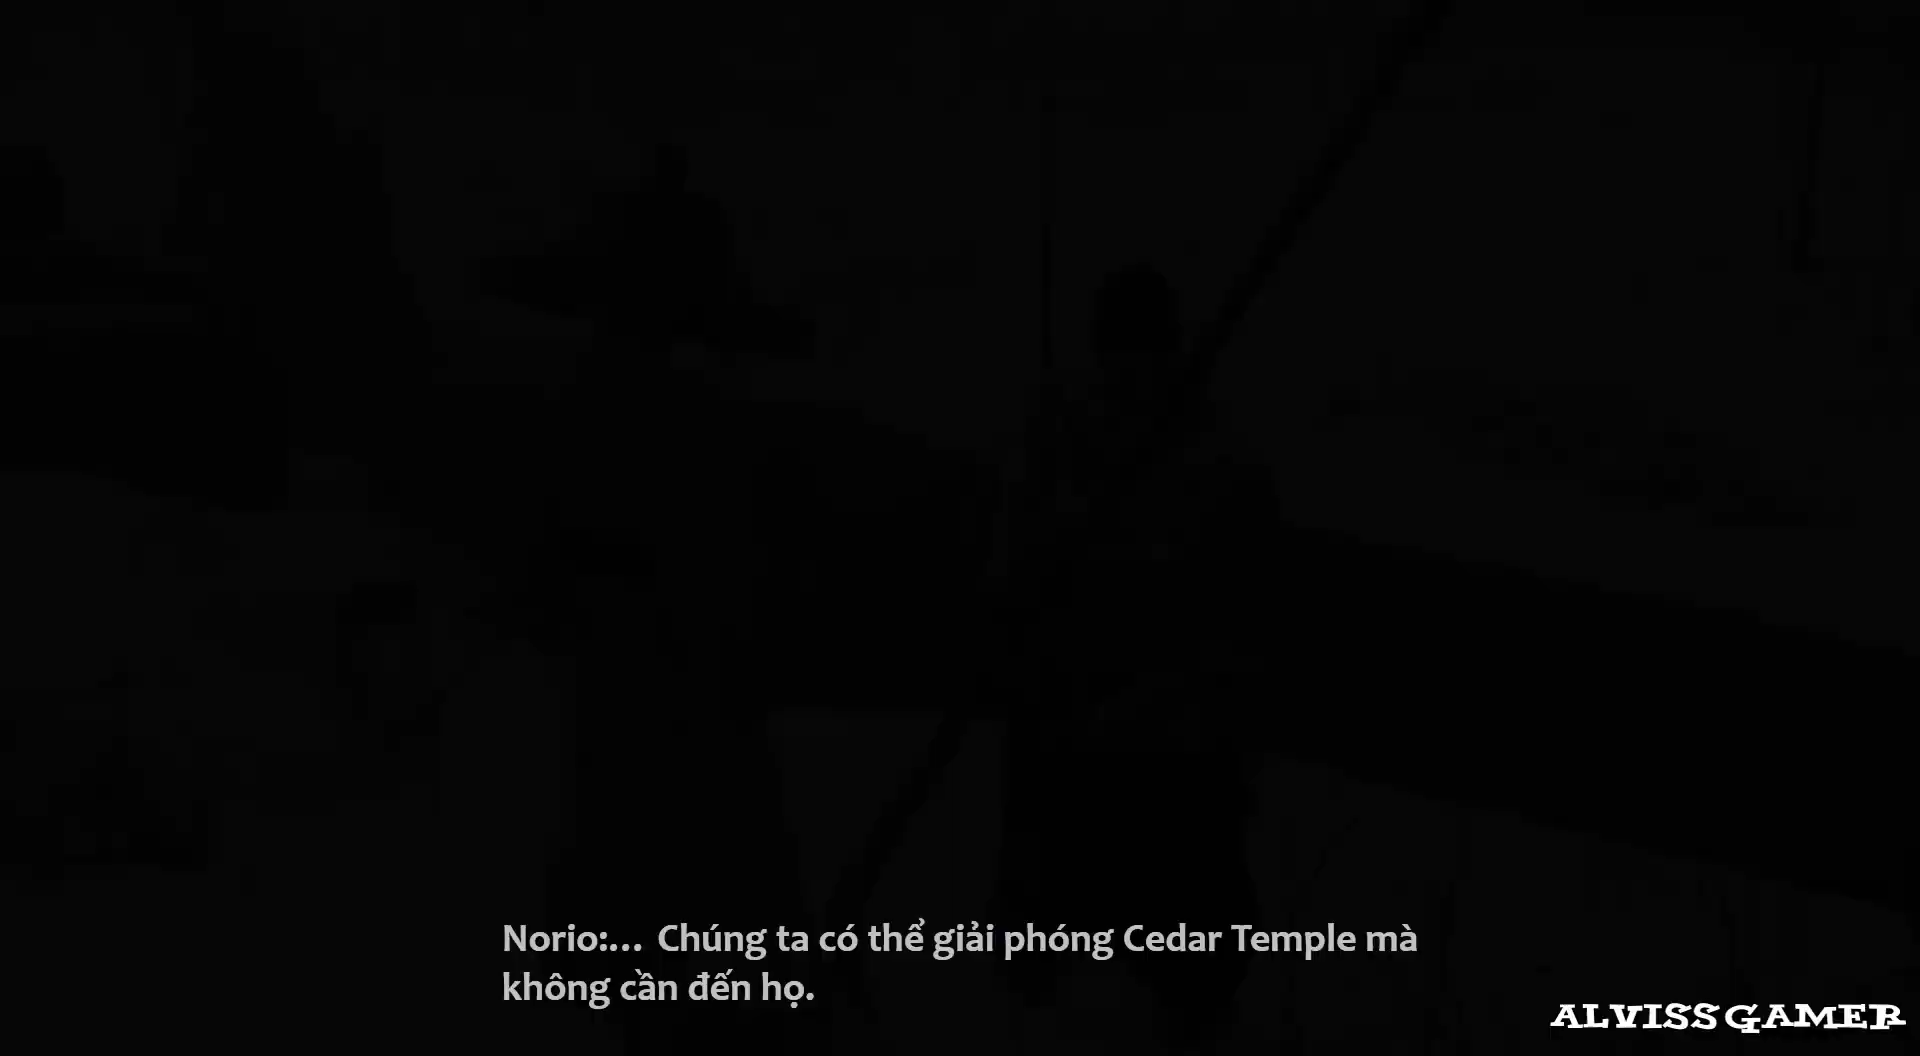 Norio:... Chúng ta có thể giải phóng Cedar Temple mà
không cần đến họ.
ALVISSGAMER